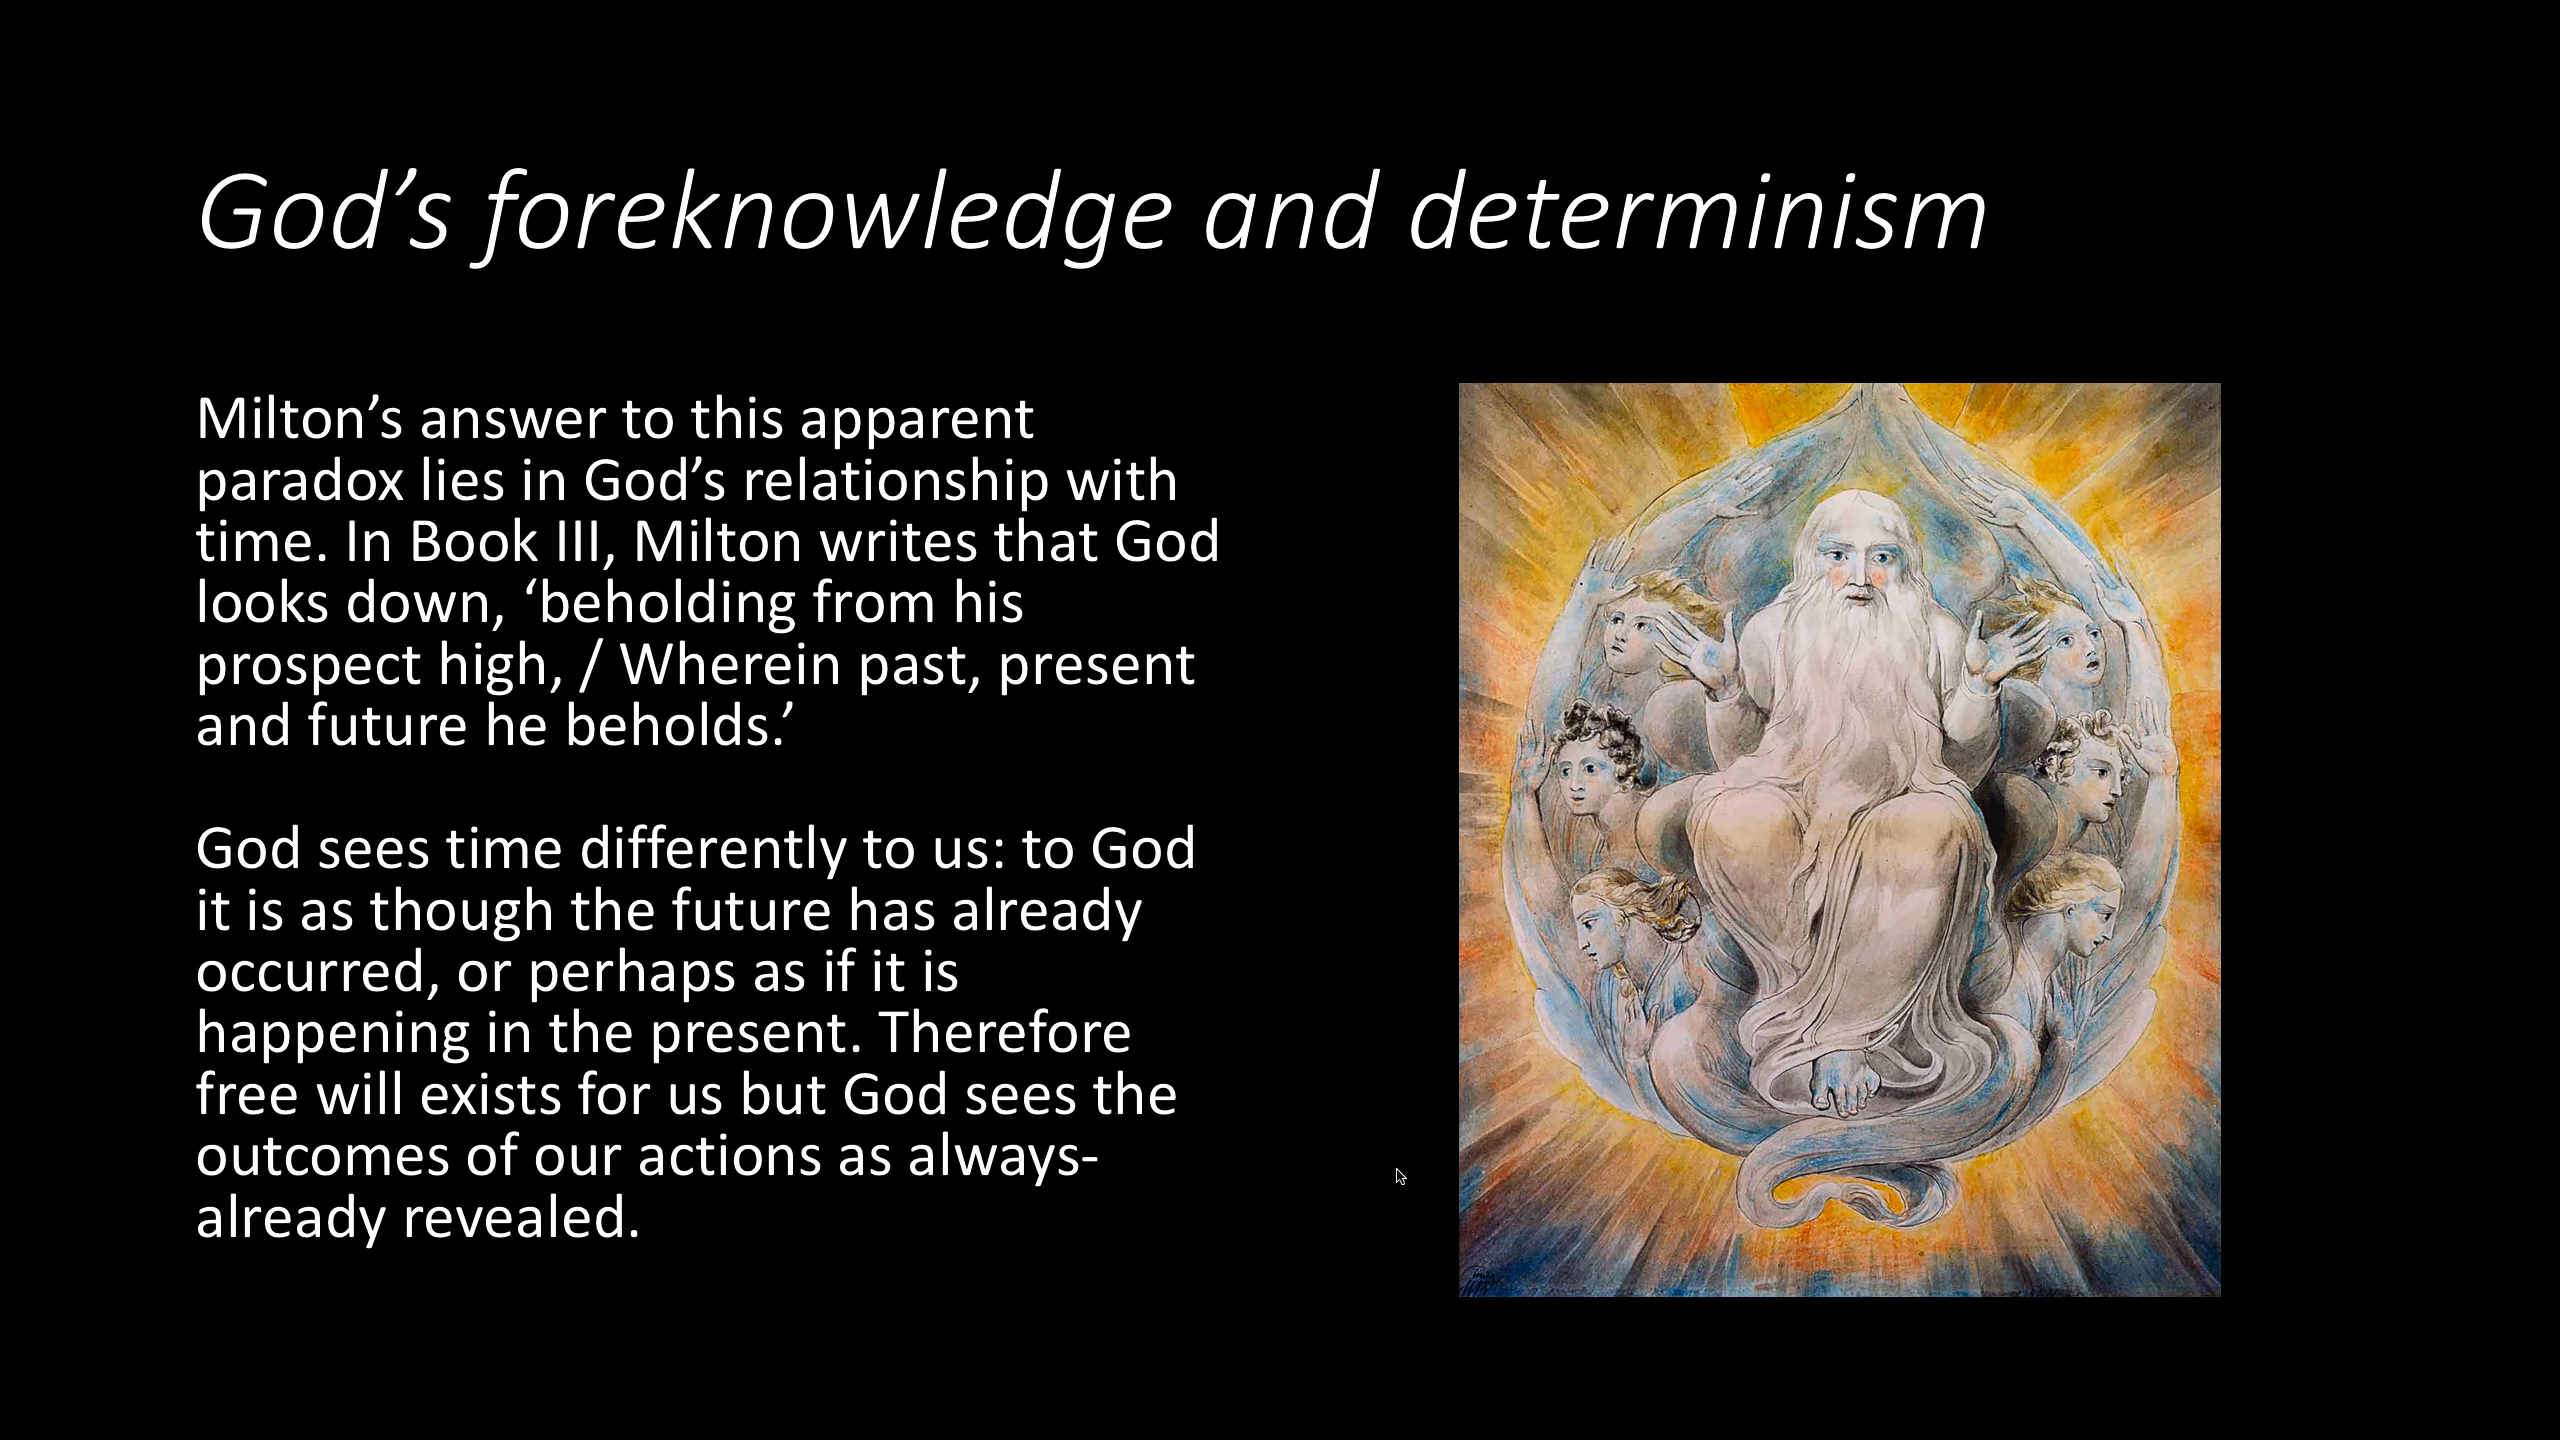 God’s foreknowledge and determinism
Milton’s answer to this apparent
paradox lies in God’s relationship with
time. In Book III, Milton writes that God
looks down, ‘beholding from his
prospect high, / Wherein past, present
and future he beholds.’
God sees time differently to us: to God
it is as though the future has already
occurred, or perhaps as if it is
happening in the present. Therefore
free will exists for us but God sees the
outcomes of our actions as always-
already revealed.